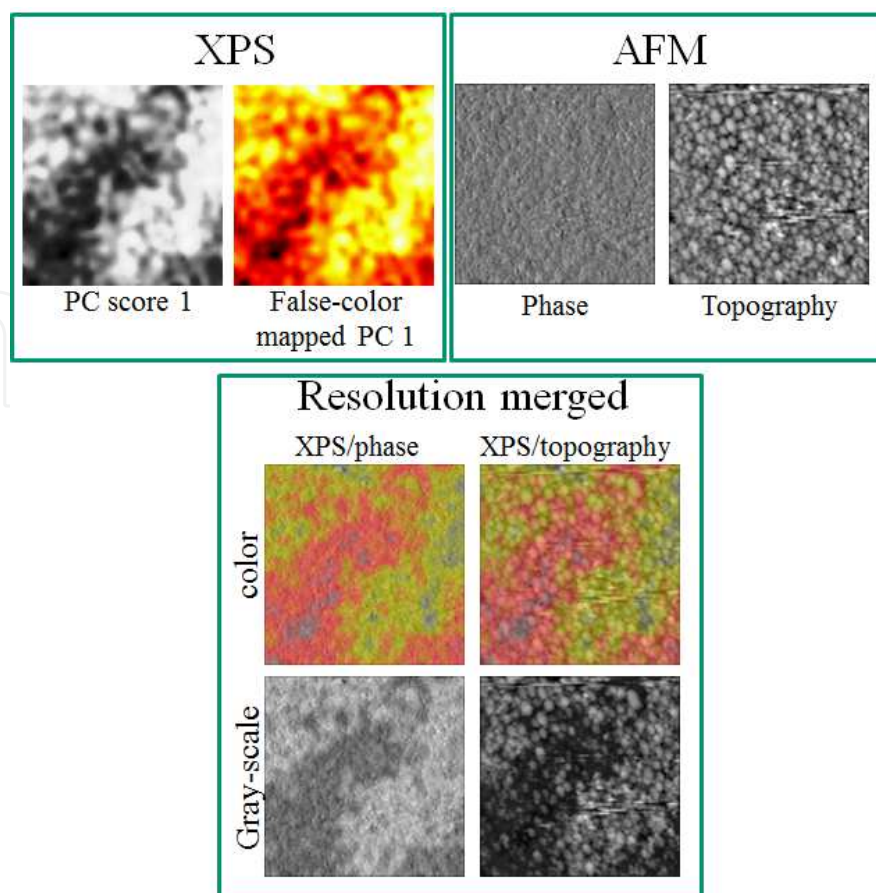 XPS
PC score 1
False-color
mapped PC 1
AFM
Phase
Topography
Resolution merged
XPS/phase
XPS/topography
color
Gray-scale